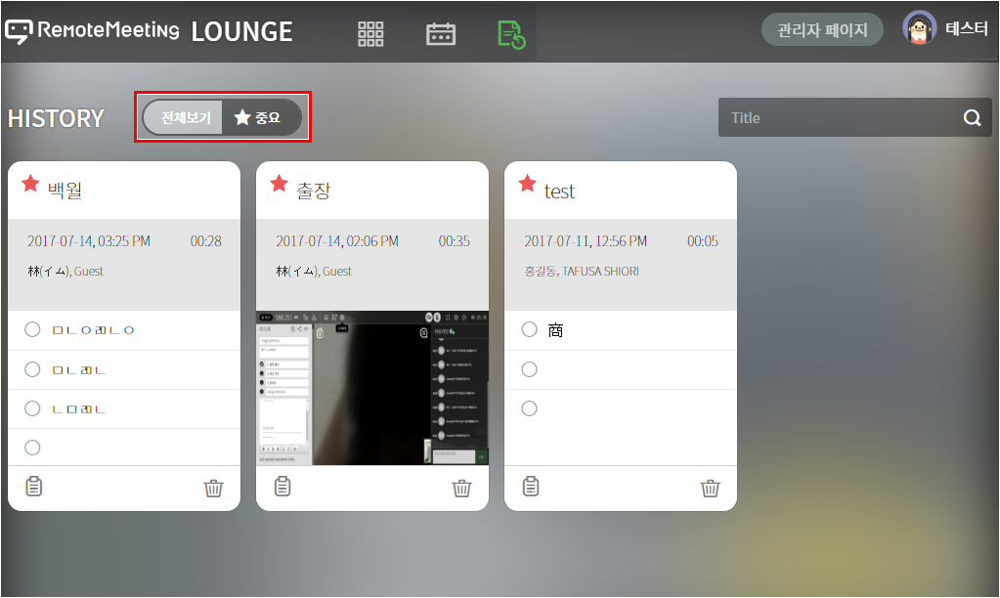 RemoteMeeting LOUNGE
관리자 페이지
테스터
HISTORY
전체보기
중요
Title
백월
2017-07-14, 03:25 PM 00:28
林(イム), Guest
ㅁㄴㅇㄻㄴㅇ
ㅁㄴㄻㄴ
ㄴㅁㄻㄴ
출장
2017-07-14, 02:06 PM 00:35
林(イム), Guest
test
2017-07-11, 12:56 PM 00:05
홍길동, TAFUSA SHIORI
商